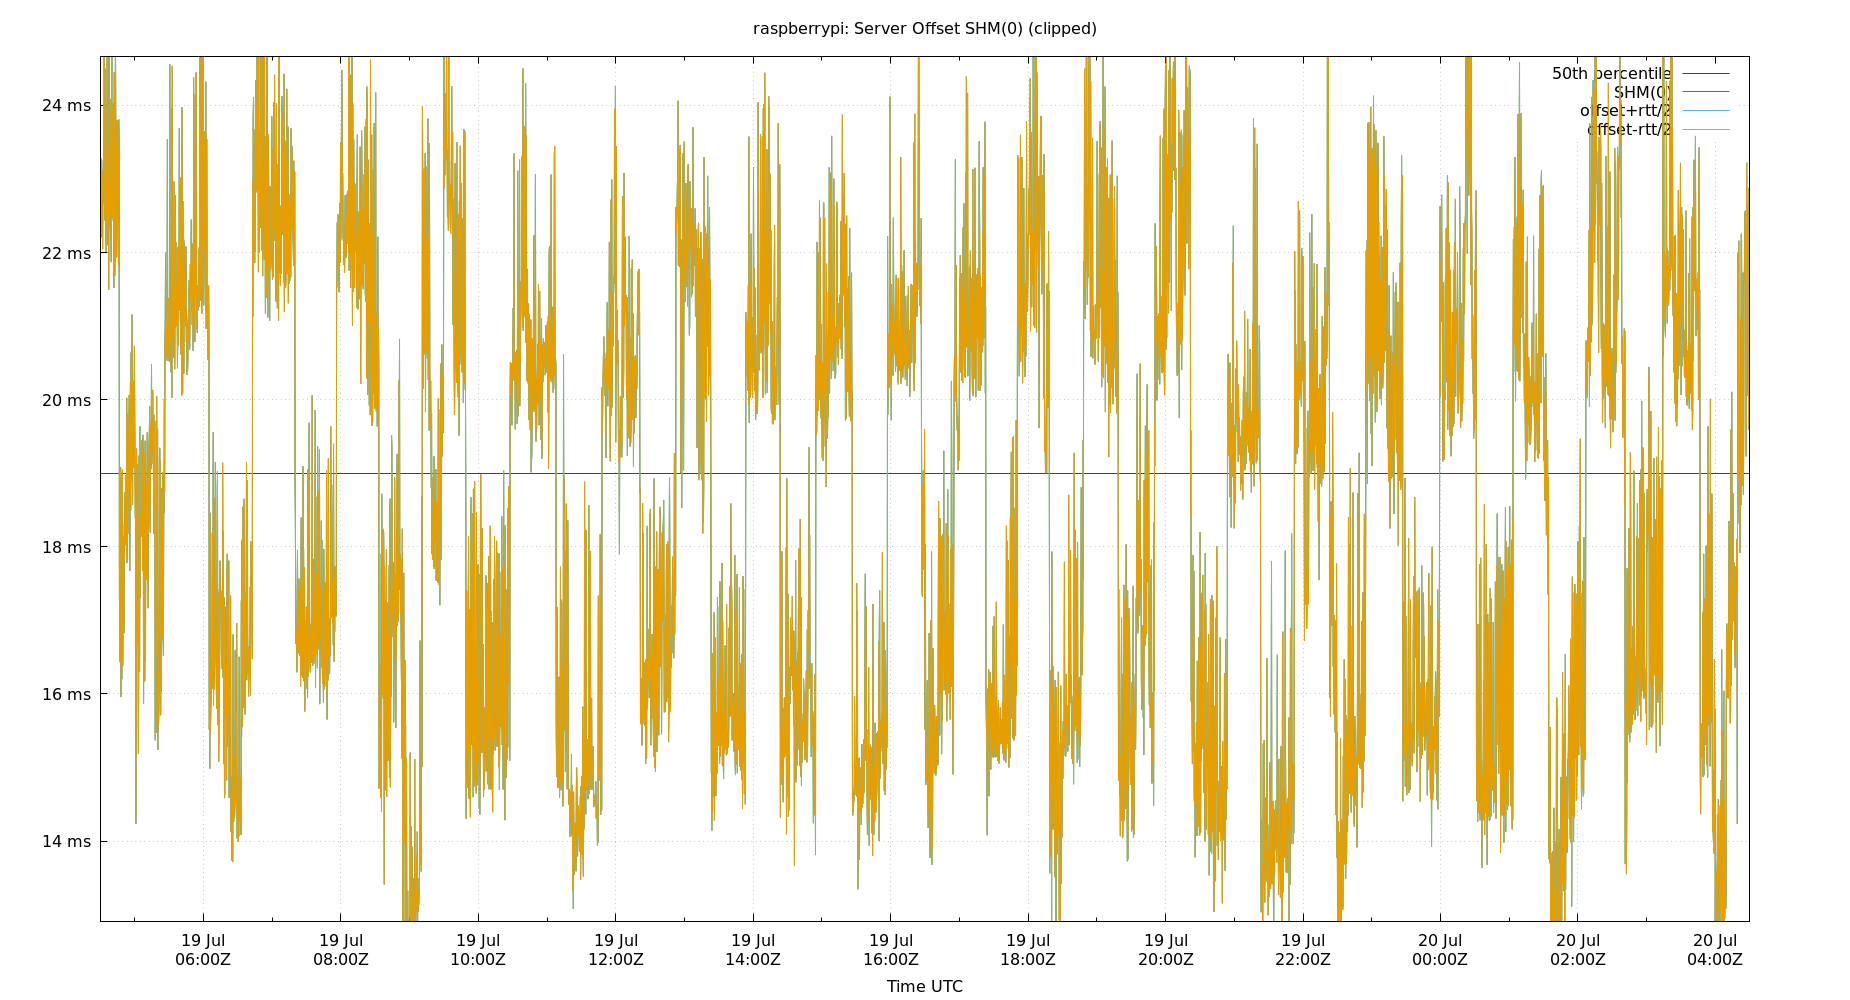 raspberrypi: Server Offset SHM(0) (clipped)
50th percentile
SHM(0)
offset+rtt/2
offset-rtt/2
24 ms
22 ms
20 ms
18 ms
16 ms
14 ms
19 Jul 19 Jul 19 Jul 19 Jul 19 Jul 19 Jul 19 Jul 19 Jul 19 Jul 20 Jul 20 Jul 20 Jul
06:00Z 08:00Z 10:00Z 12:00Z 14:00Z 16:00Z 18:00Z 20:00Z 22:00Z 00:00Z 02:00Z 04:00Z
Time UTC